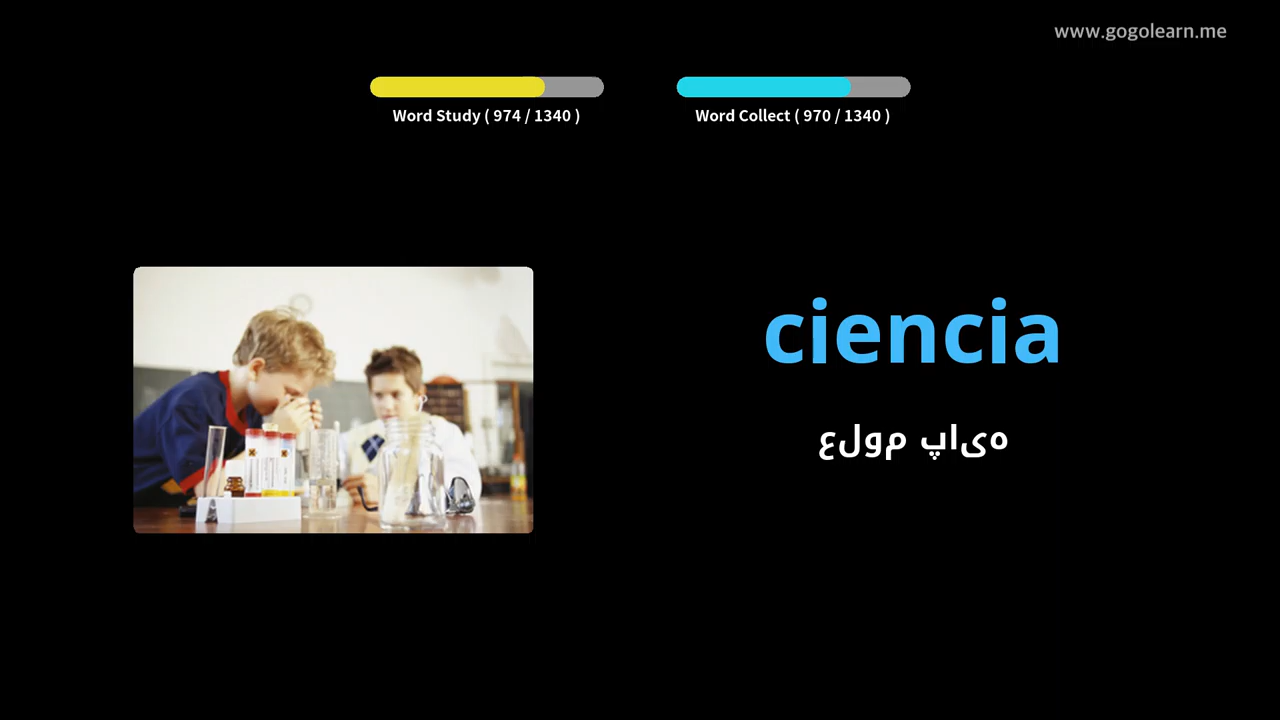 www.gogolearn.me
Word Study ( 974 / 1340 )
Word Collect ( 970 / 1340 )
ciencia
علوم پایه